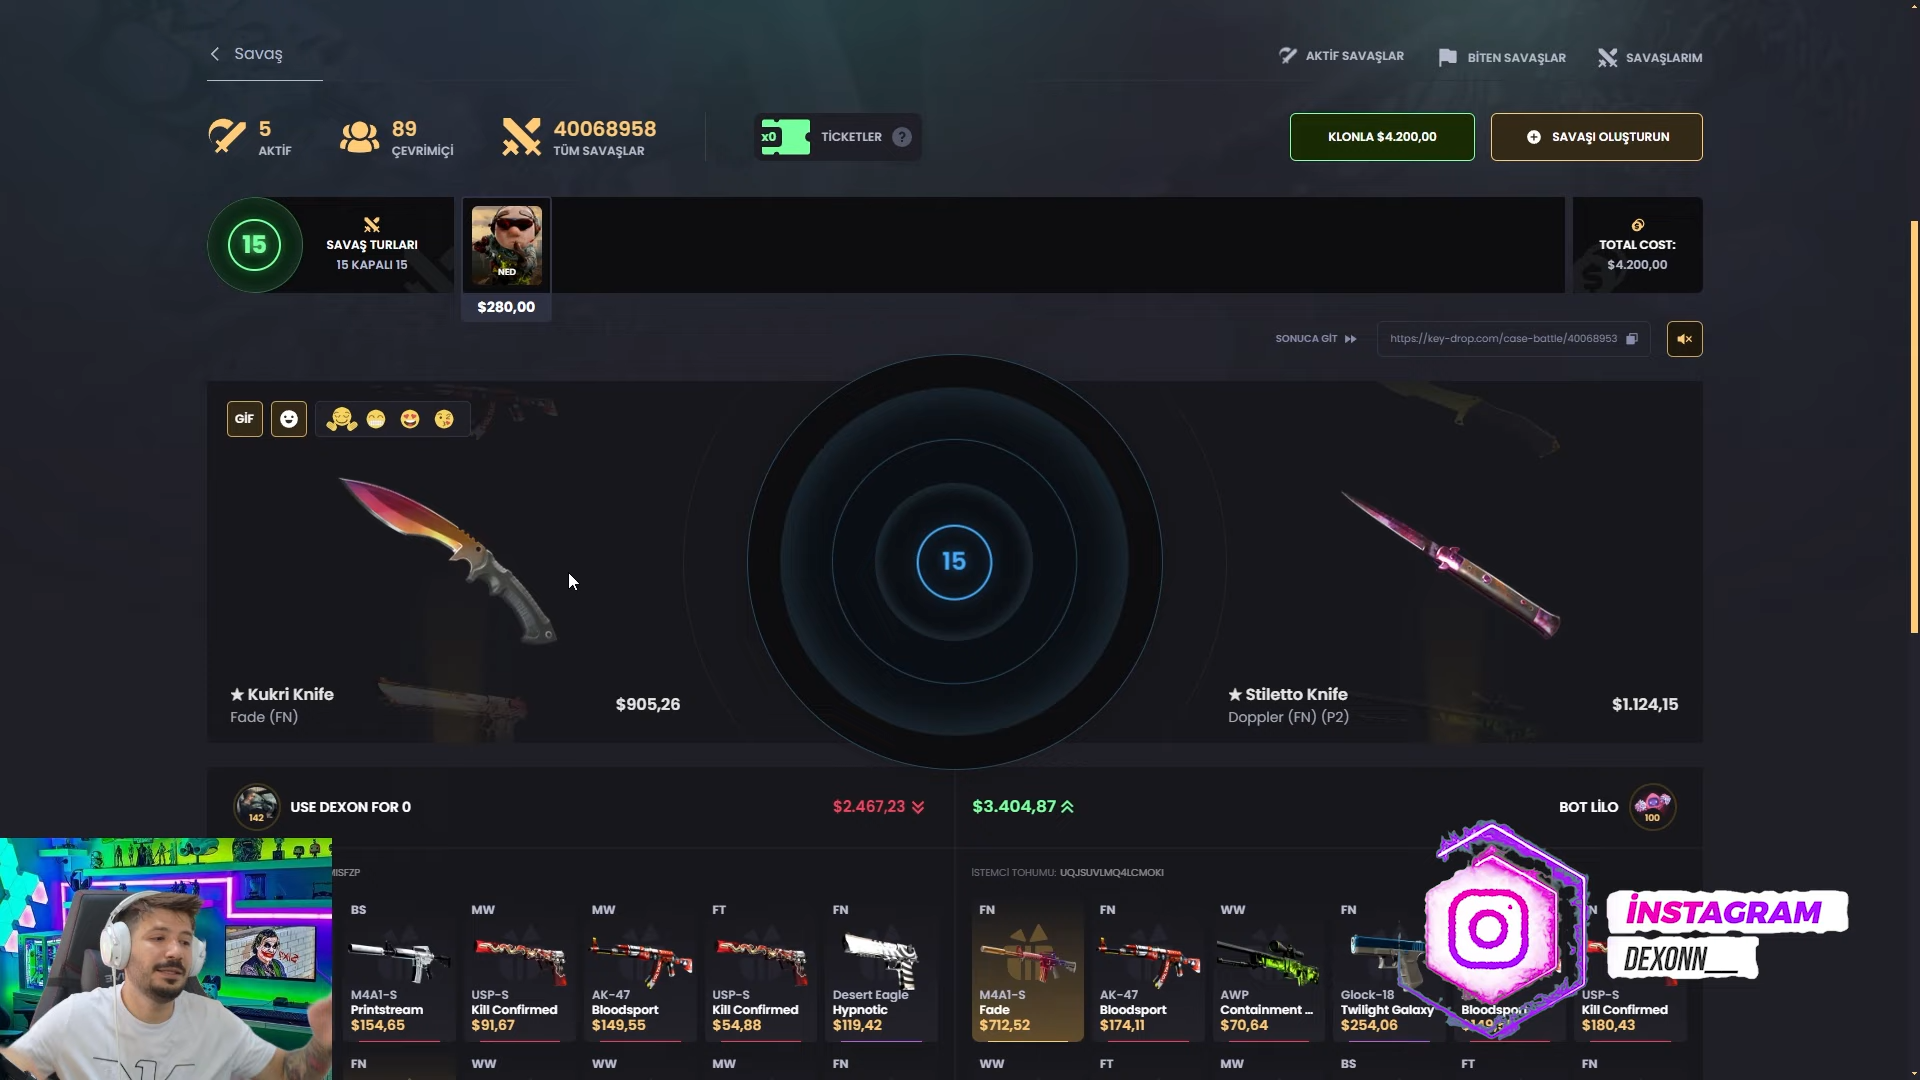 Savaş
AKTİF SAVAŞLAR
BİTEN SAVAŞLAR
SAVAŞLARIM
5
AKTİF
89
ÇEVRİMİÇİ
40068958
TÜM SAVAŞLAR
x0
TİCKETLER
?
KLONLA $4.200,00
SAVAŞI OLUŞTURUN
15
SAVAŞ TURLARI
15 KAPALI 15
NED
$280,00
TOTAL COST:
$4.200,00
SONUCA GİT
https://key-drop.com/case-battle/40068953
GİF
15
★ Kukri Knife
Fade (FN)
$905,26
★ Stiletto Knife
Doppler (FN) (P2)
$1.124,15
142
USE DEXON FOR 0
$2.467,23
$3.404,87
BOT LİLO
100
MISFZP
İSTEMCİ TOHUMU: UQJSUVLMQ4LCMOKI
BS
M4A1-S
Printstream
$154,65
MW
USP-S
Kill Confirmed
$91,67
MW
AK-47
Bloodsport
$149,55
FT
USP-S
Kill Confirmed
$54,88
FN
Desert Eagle
Hypnotic
$119,42
FN
M4A1-S
Fade
$712,52
FN
AK-47
Bloodsport
$174,11
WW
AWP
Containment ...
$70,64
FN
Glock-18
Twilight Galaxy
$254,06
Bloodspo
USP-S
Kill Confirmed
$180,43
İNSTAGRAM
DEXONN__
FN
WW
WW
MW
FN
WW
FT
MW
BS
FT
FN